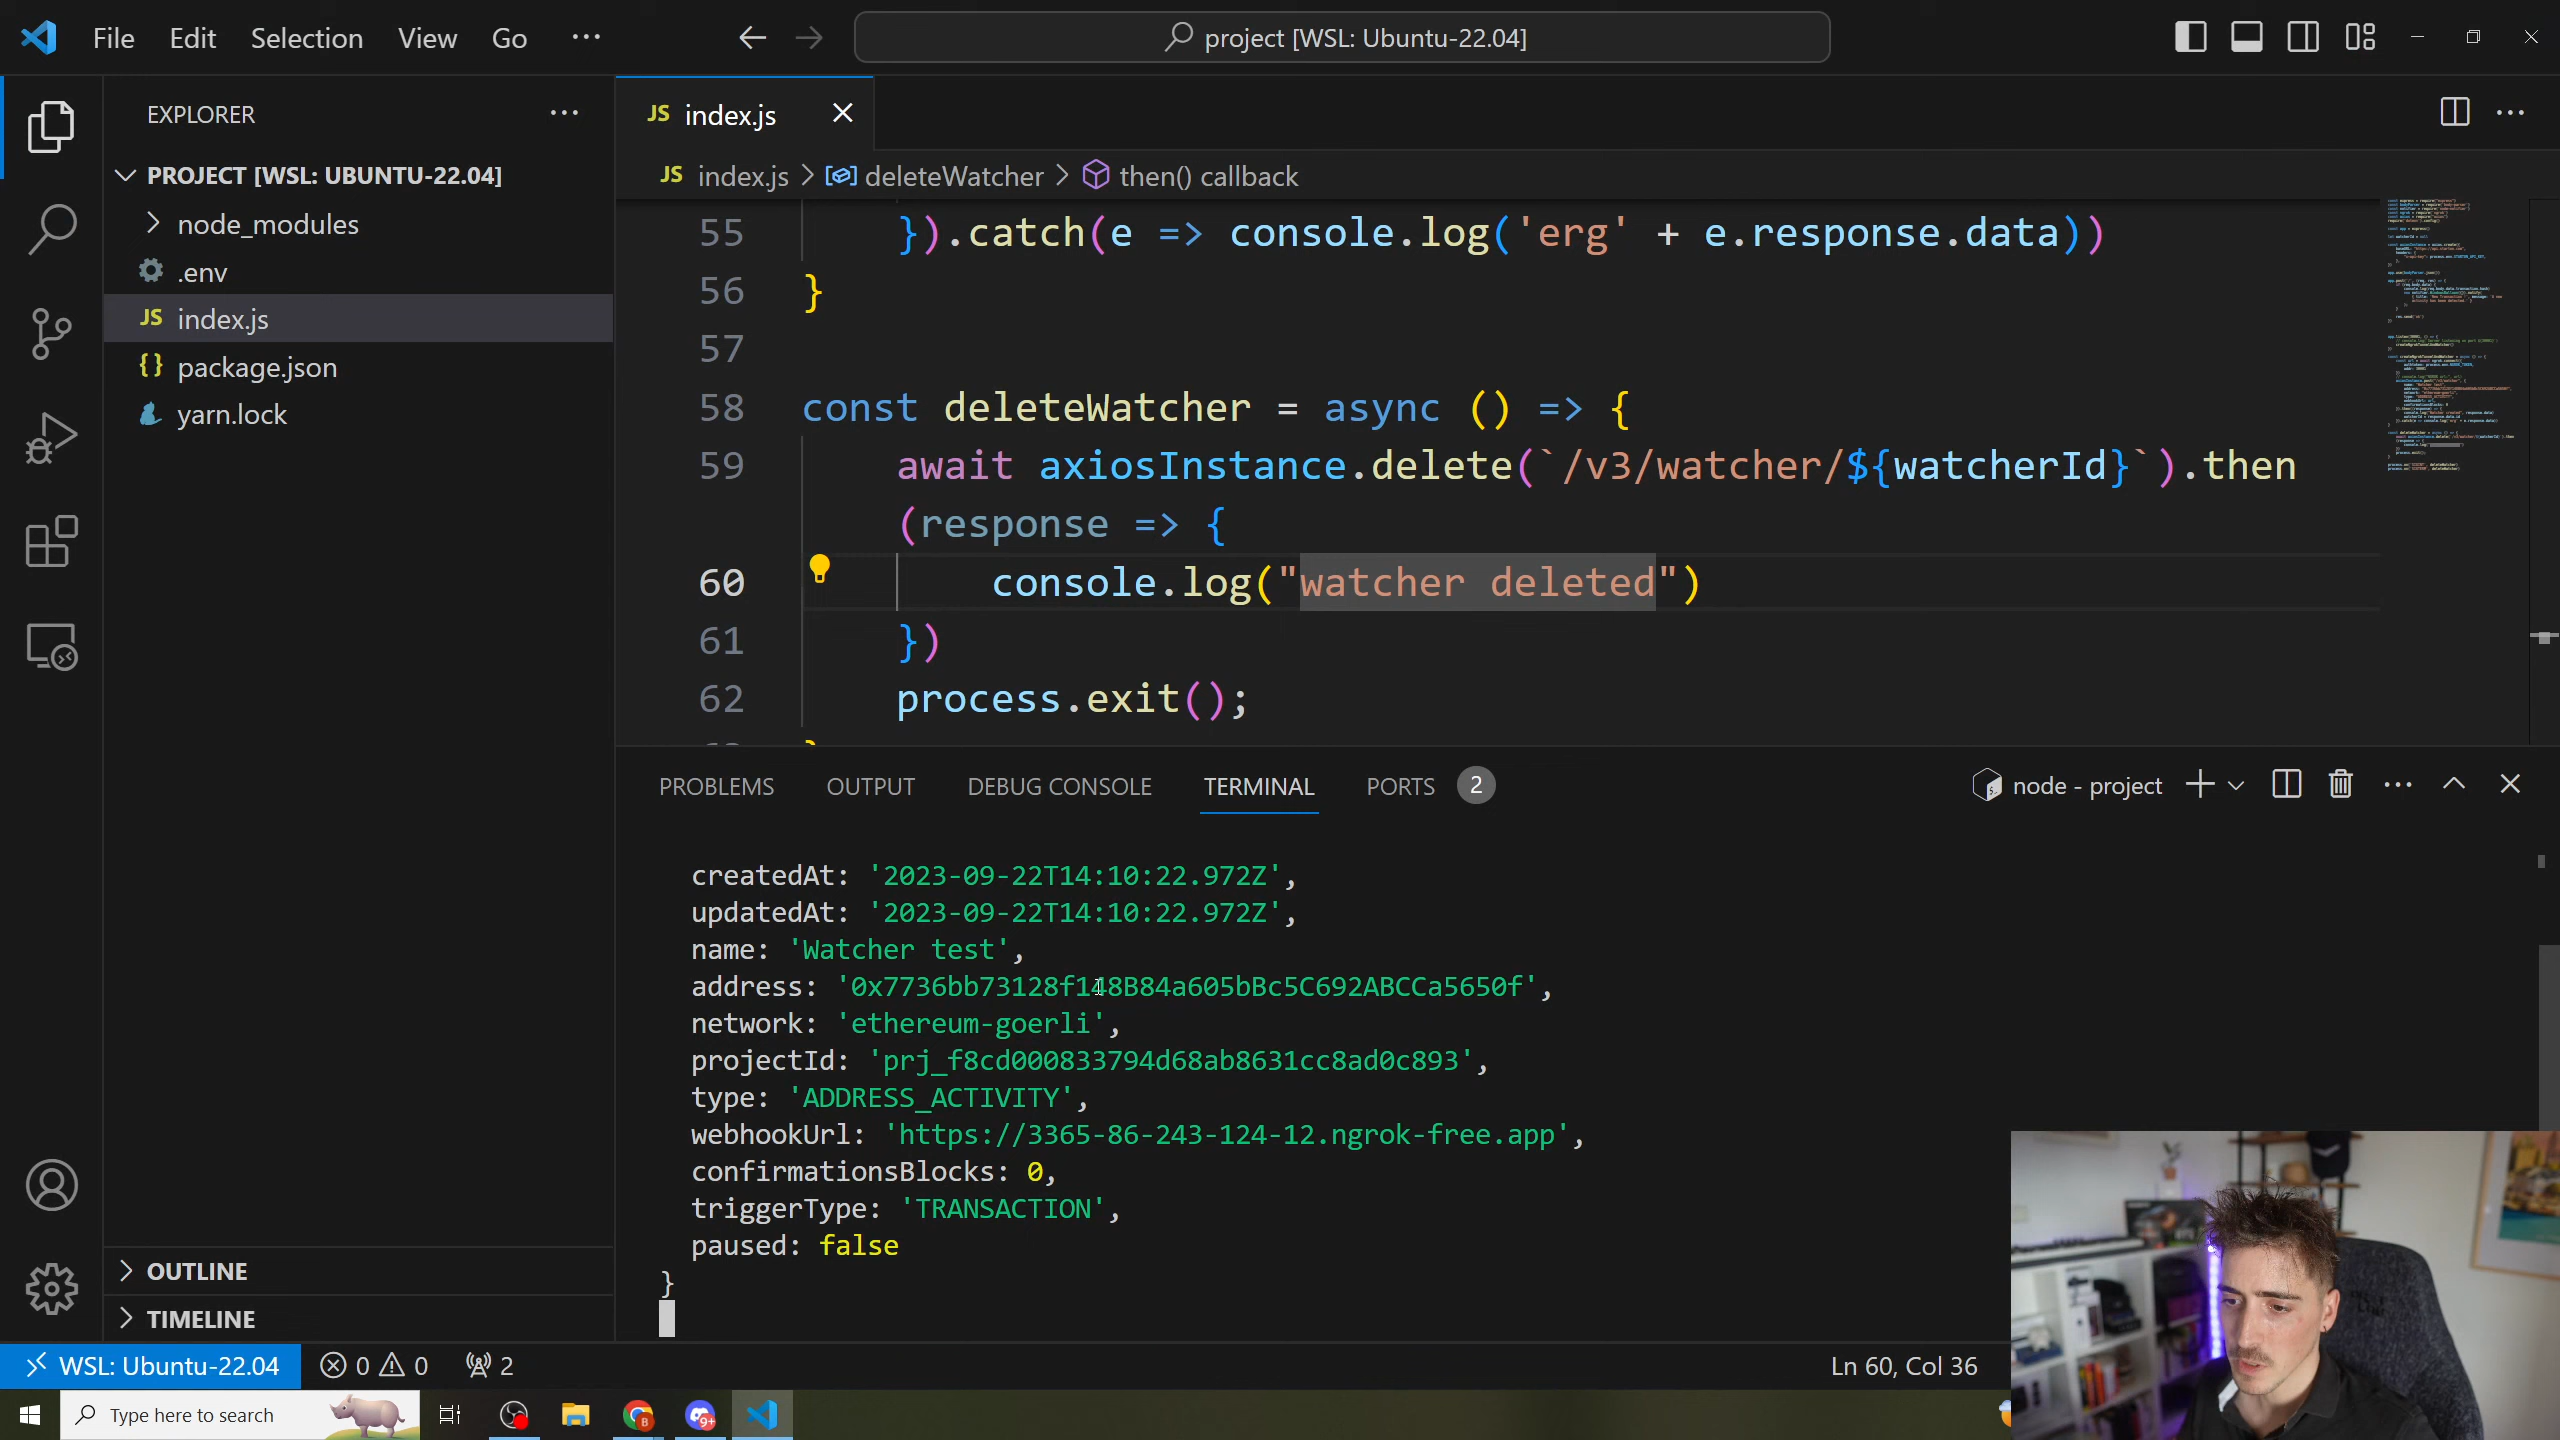 File Edit Selection View Go ··· project [WSL: Ubuntu-22.04]
EXPLORER ···
JS index.js
PROJECT [WSL: UBUNTU-22.04]
JS index.js > deleteWatcher > then() callback
node_modules
.env
JS index.js
{} package.json
yarn.lock
55 }).catch(e => console.log('erg' + e.response.data))
56 }
57
58 const deleteWatcher = async () => {
59 await axiosInstance.delete(`/v3/watcher/${watcherId}`).then
(response => {
60 console.log("watcher deleted")
61 })
62 process.exit();
PROBLEMS OUTPUT DEBUG CONSOLE TERMINAL PORTS 2 node - project
createdAt: '2023-09-22T14:10:22.972Z',
updatedAt: '2023-09-22T14:10:22.972Z',
name: 'Watcher test',
address: '0x7736bb73128f148B84a605bBc5C692ABCCa5650f',
network: 'ethereum-goerli',
projectId: 'prj_f8cd000833794d68ab8631cc8ad0c893',
type: 'ADDRESS_ACTIVITY',
webhookUrl: 'https://3365-86-243-124-12.ngrok-free.app',
confirmationsBlocks: 0,
triggerType: 'TRANSACTION',
paused: false
}
OUTLINE
TIMELINE
WSL: Ubuntu-22.04 0 0 2 Ln 60, Col 36
Type here to search
B
9+